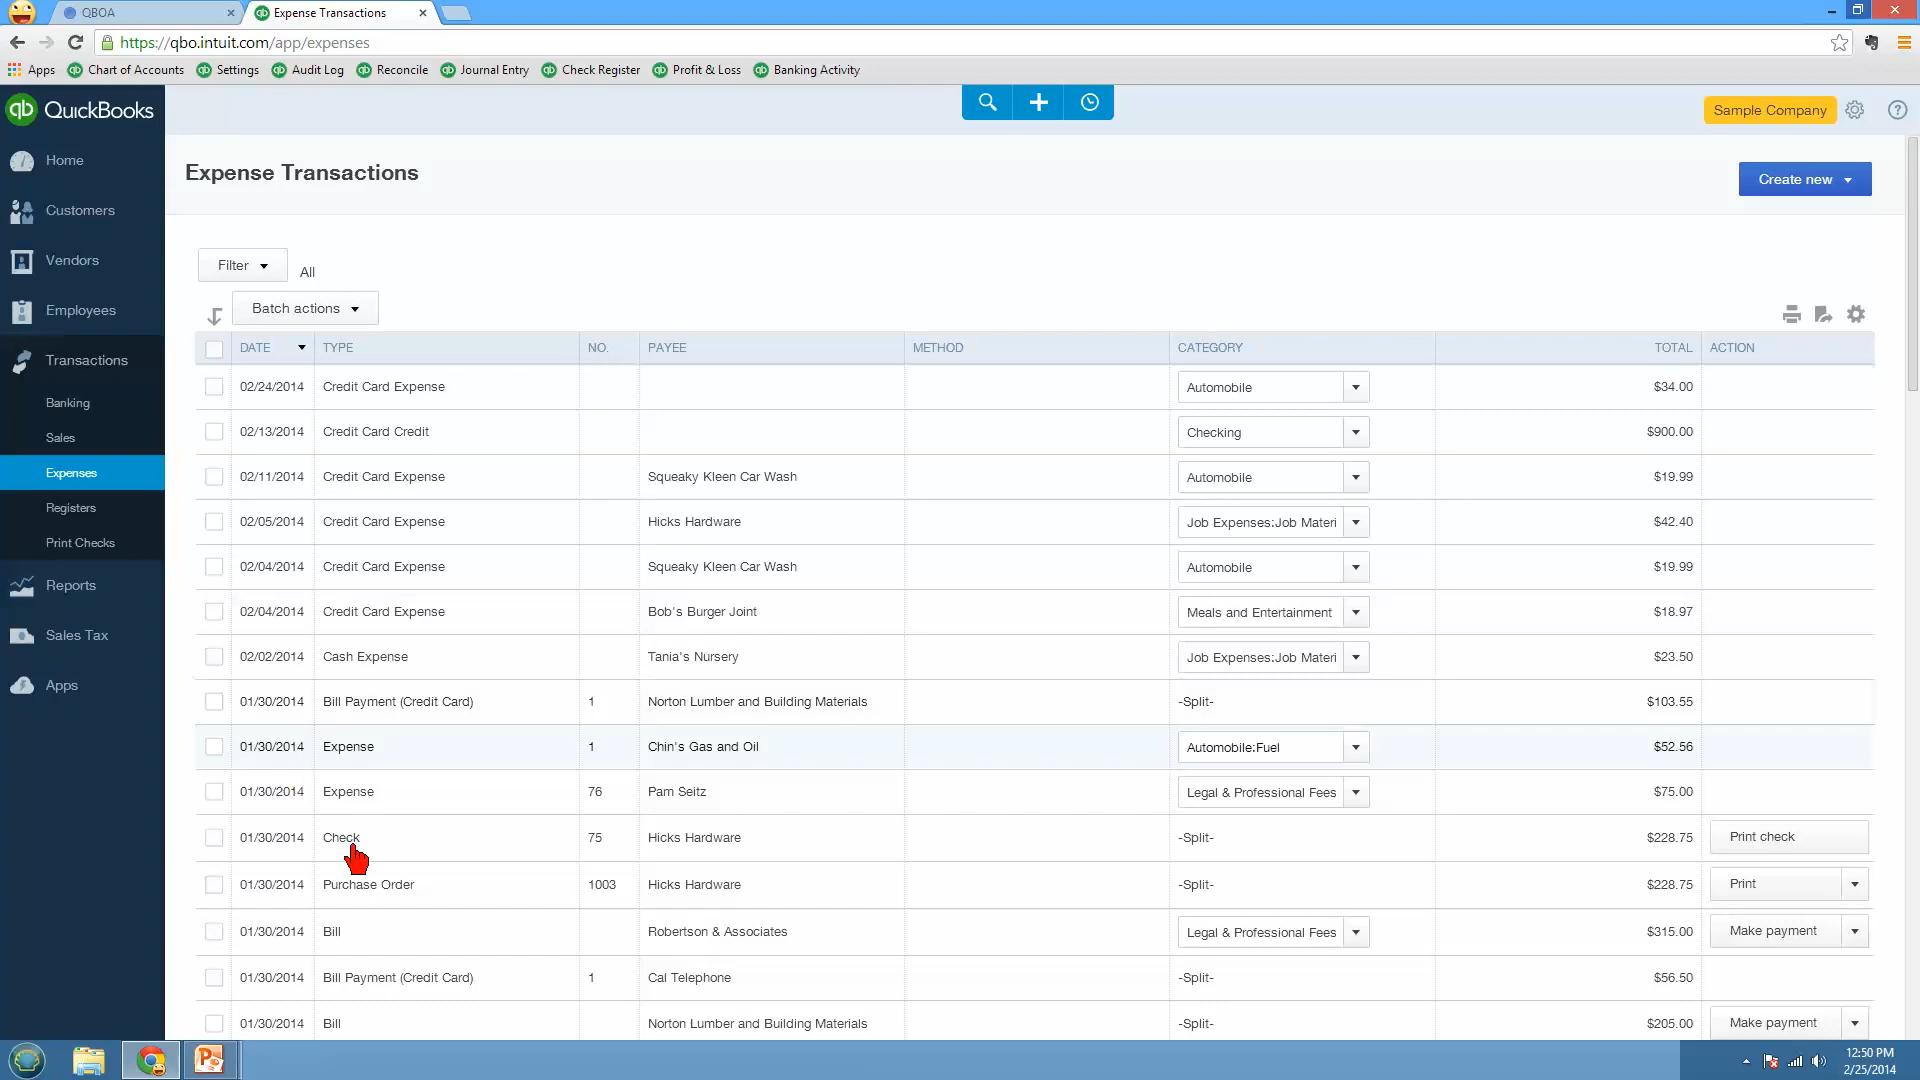 QBOA
Expense Transactions
https://qbo.intuit.com/app/expenses
Apps Chart of Accounts Settings Audit Log Reconcile Journal Entry Check Register Profit & Loss Banking Activity
qb QuickBooks
Sample Company
Home
Customers
Vendors
Employees
Transactions
Banking
Sales
Expenses
Registers
Print Checks
Reports
Sales Tax
Apps
Expense Transactions
Create new
Filter All
Batch actions
DATE TYPE NO. PAYEE METHOD CATEGORY TOTAL ACTION
02/24/2014 Credit Card Expense Automobile $34.00
02/13/2014 Credit Card Credit Checking $900.00
02/11/2014 Credit Card Expense Squeaky Kleen Car Wash Automobile $19.99
02/05/2014 Credit Card Expense Hicks Hardware Job Expenses:Job Materi $42.40
02/04/2014 Credit Card Expense Squeaky Kleen Car Wash Automobile $19.99
02/04/2014 Credit Card Expense Bob's Burger Joint Meals and Entertainment $18.97
02/02/2014 Cash Expense Tania's Nursery Job Expenses:Job Materi $23.50
01/30/2014 Bill Payment (Credit Card) 1 Norton Lumber and Building Materials -Split- $103.55
01/30/2014 Expense 1 Chin's Gas and Oil Automobile:Fuel $52.56
01/30/2014 Expense 76 Pam Seitz Legal & Professional Fees $75.00
01/30/2014 Check 75 Hicks Hardware -Split- $228.75 Print check
01/30/2014 Purchase Order 1003 Hicks Hardware -Split- $228.75 Print
01/30/2014 Bill Robertson & Associates Legal & Professional Fees $315.00 Make payment
01/30/2014 Bill Payment (Credit Card) 1 Cal Telephone -Split- $56.50
01/30/2014 Bill Norton Lumber and Building Materials -Split- $205.00 Make payment
12:50 PM
2/25/2014